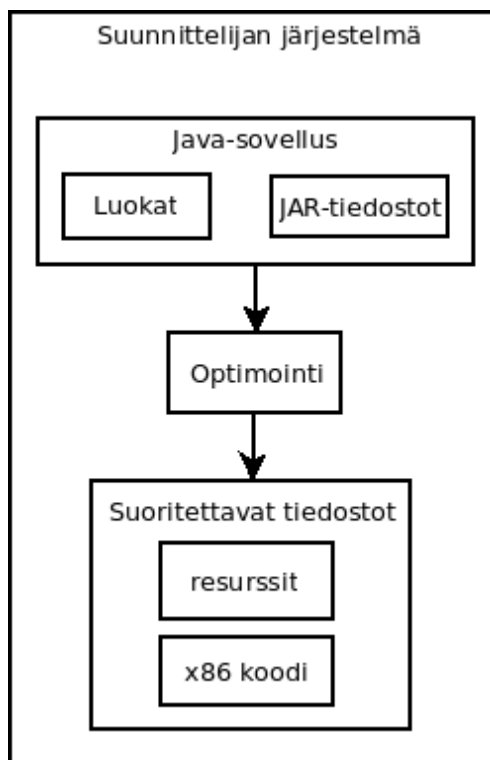 Suunnittelijan järjestelmä
Java-sovellus
Luokat
JAR-tiedostot
Optimointi
Suoritettavat tiedostot
resurssit
x86 koodi